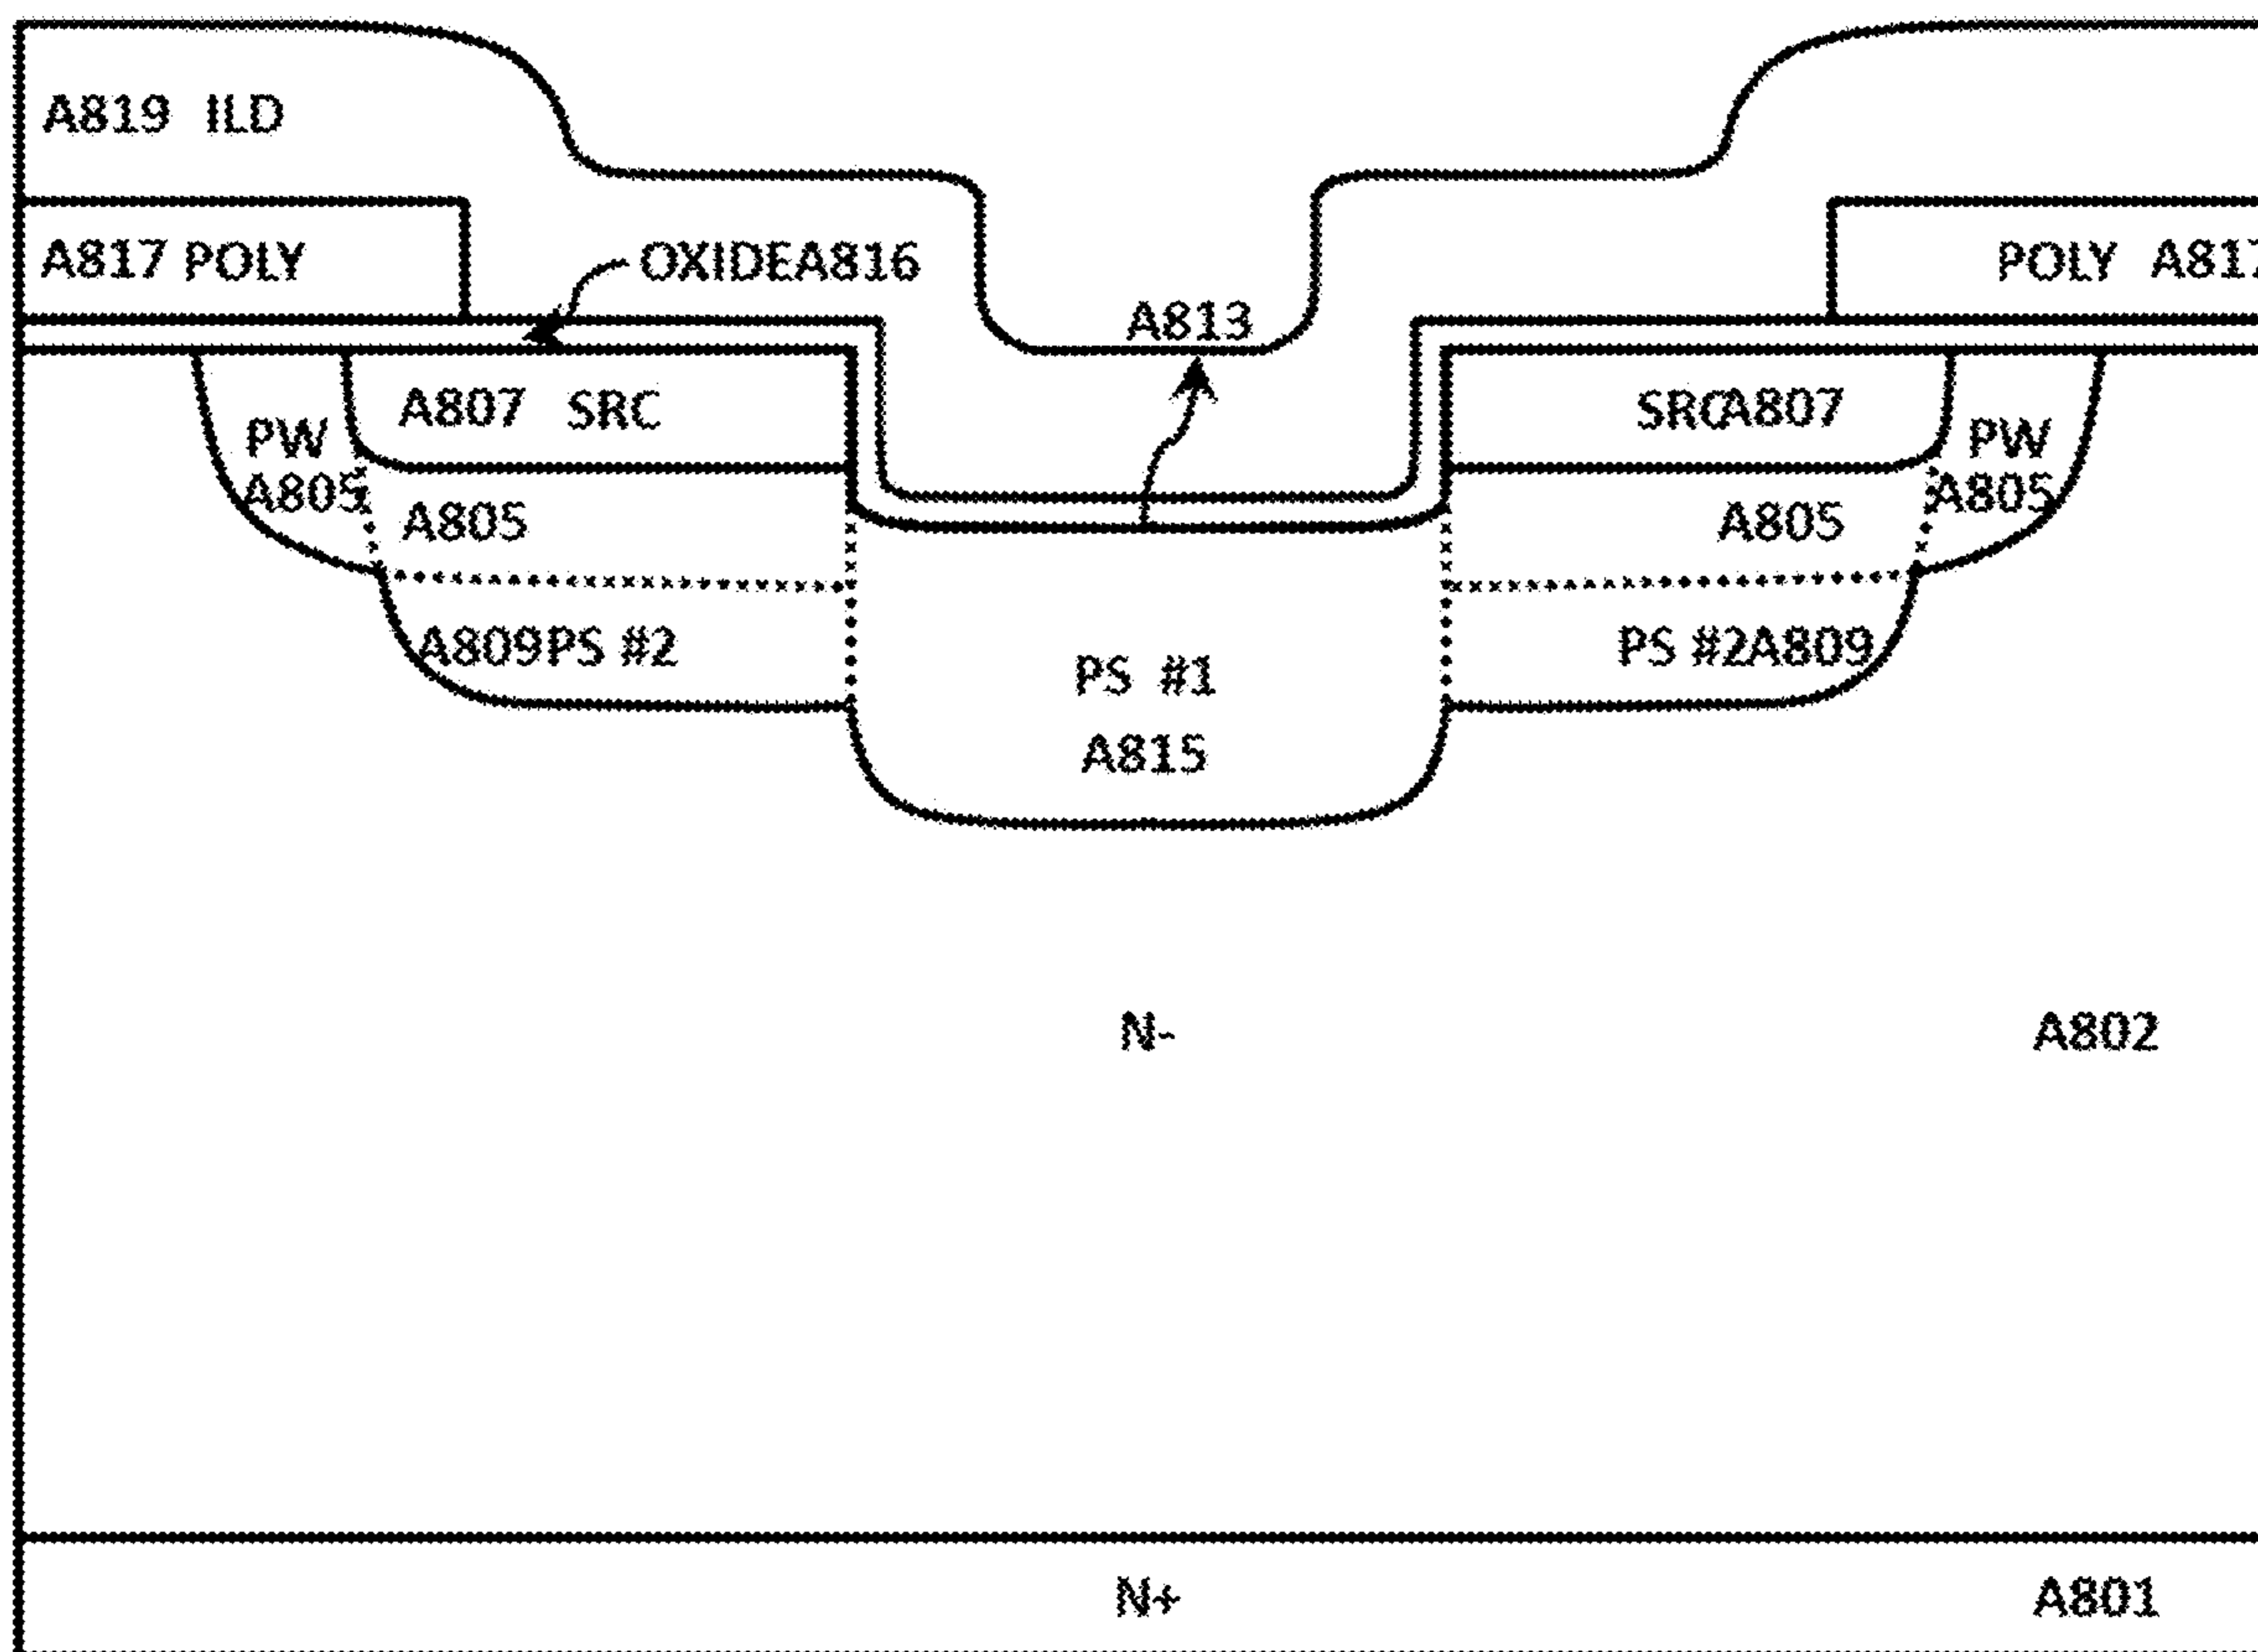 A819 ILD
A817 POLY
OXIDEA816
POLY A817
A813
A807 SRC
SRCA807
PW
A805
PW
A805
A805
A805
A809PS #2
PS #2A809
PS #1
A815
N-
A802
N+
A801